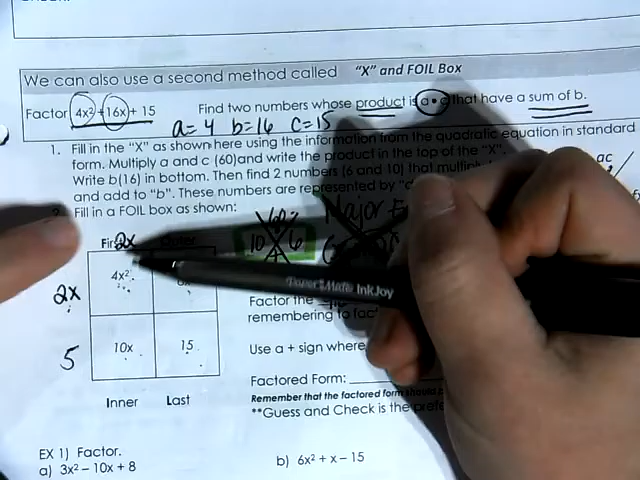 Check:
We can also use a second method called "X" and FOIL Box
Factor 4x² + 16x + 15 Find two numbers whose product is a • c that have a sum of b.
a = 4 b = 16 c = 15
1. Fill in the "X" as shown here using the information from the quadratic equation in standard
form. Multiply a and c (60) and write the product in the top of the "X".
Write b(16) in bottom. Then find 2 numbers (6 and 10) that
and add to "b". These numbers are represented by
ac
Fill in a FOIL box as shown:
60
Major
10 6
2x
4x²
2x
PaperMate InkJoy
Factor the
remembering to
10x 15
5
Use a + sign where
Factored Form:
Inner Last
Remember that the factored form should
**Guess and Check is the
EX 1) Factor.
a) 3x² – 10x + 8 b) 6x² + x – 15